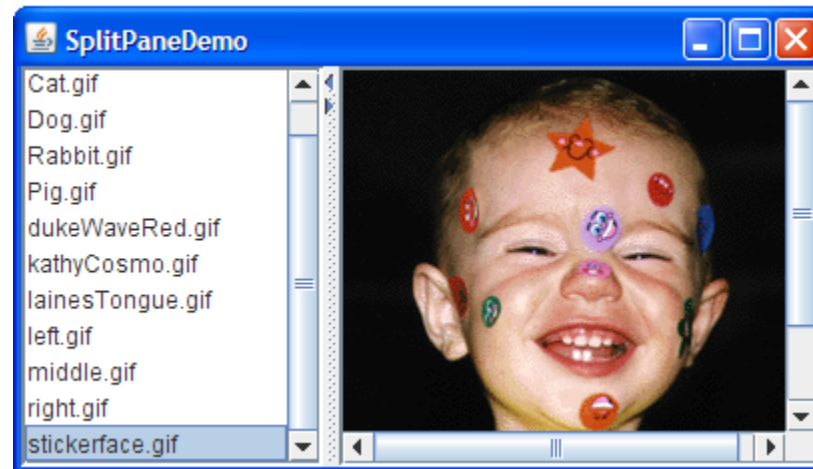 SplitPaneDemo
Cat.gif
Dog.gif
Rabbit.gif
Pig.gif
dukeWaveRed.gif
kathyCosmo.gif
lainesTongue.gif
left.gif
middle.gif
right.gif
stickerface.gif